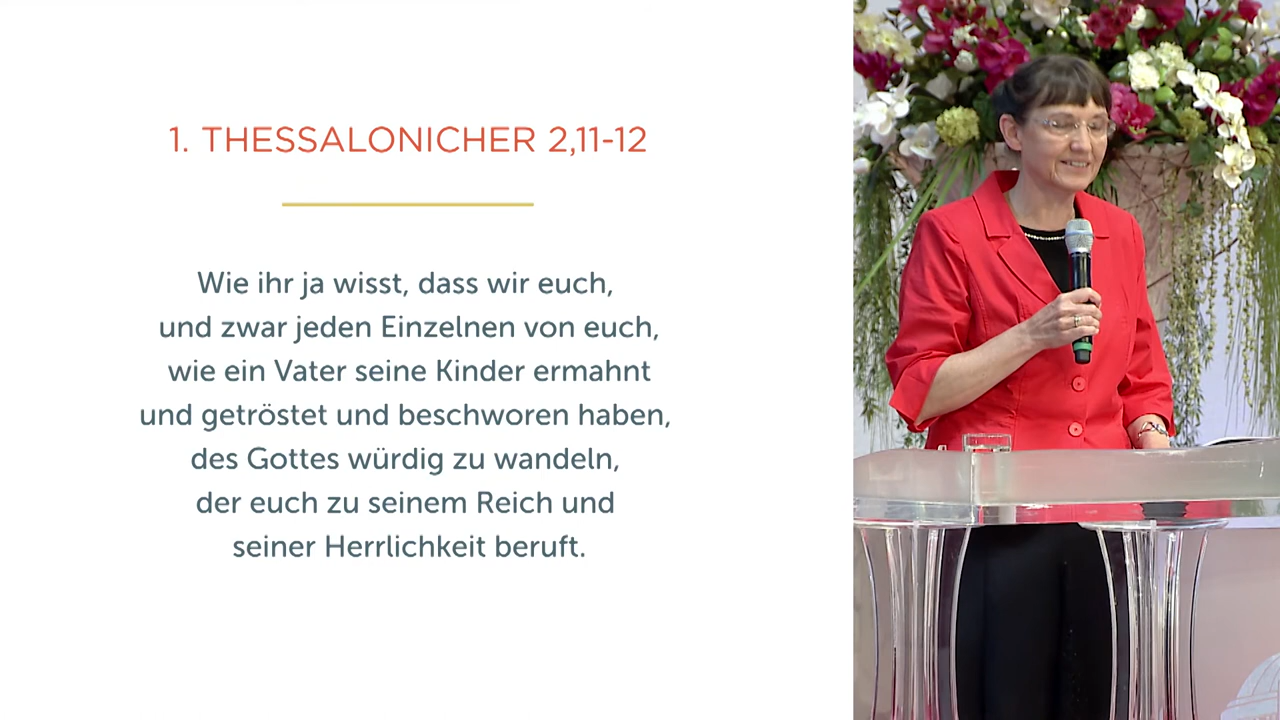 1. THESSALONICHER 2,11-12
Wie ihr ja wisst, dass wir euch,
und zwar jeden Einzelnen von euch,
wie ein Vater seine Kinder ermahnt
und getröstet und beschworen haben,
des Gottes würdig zu wandeln,
der euch zu seinem Reich und
seiner Herrlichkeit beruft.